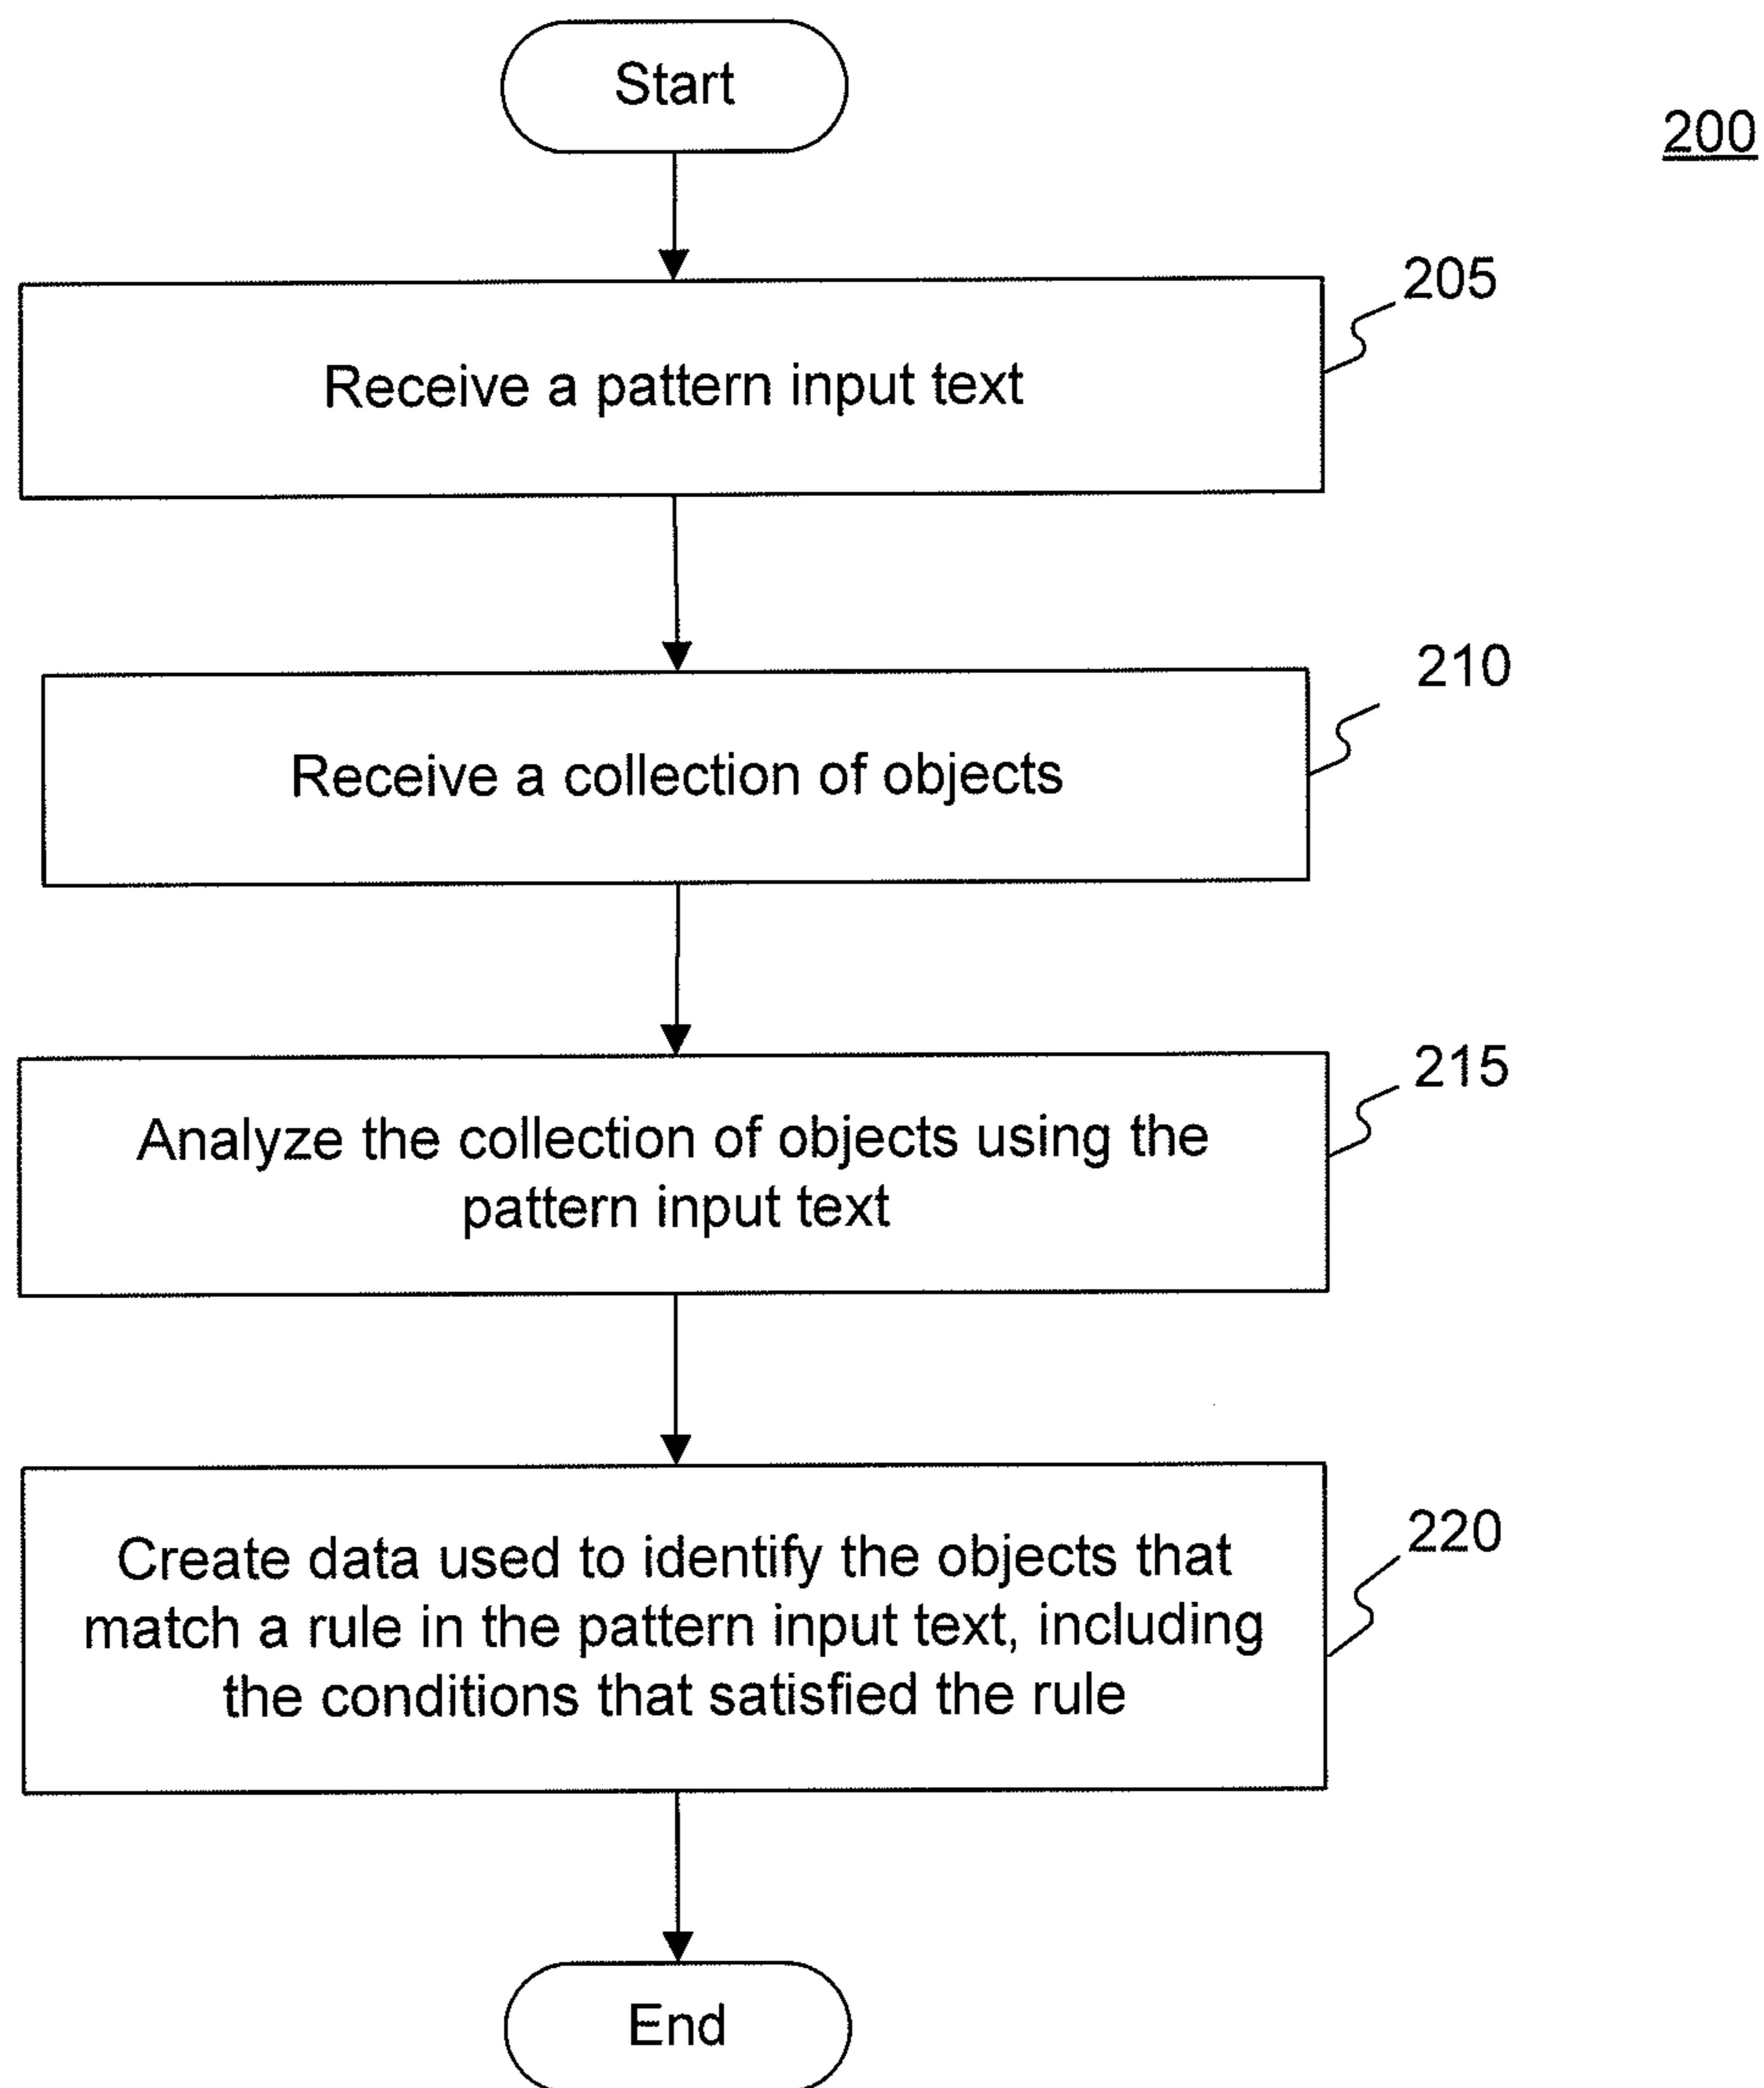 Start
200
205
Receive a pattern input text
210
Receive a collection of objects
215
Analyze the collection of objects using the
pattern input text
220
Create data used to identify the objects that
match a rule in the pattern input text, including
the conditions that satisfied the rule
End